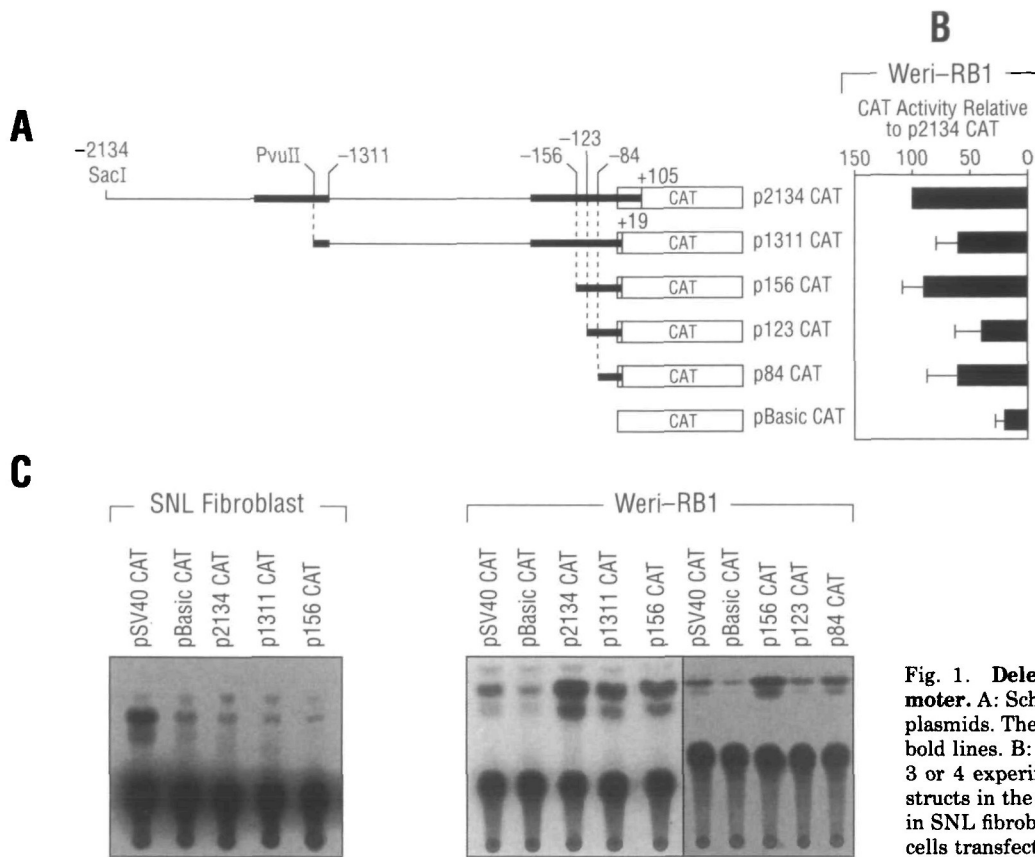 B
Weri–RB1
CAT Activity Relative
to p2134 CAT
150 100 50 0
A
−2134
SacI
PvuII
−1311
−156
−123
−84
+105
CAT
p2134 CAT
+19
CAT
p1311 CAT
CAT
p156 CAT
CAT
p123 CAT
CAT
p84 CAT
CAT
pBasic CAT
C
SNL Fibroblast
pSV40 CAT
pBasic CAT
p2134 CAT
p1311 CAT
p156 CAT
Weri–RB1
pSV40 CAT
pBasic CAT
p2134 CAT
p1311 CAT
p156 CAT
pSV40 CAT
pBasic CAT
p156 CAT
p123 CAT
p84 CAT
Fig. 1. Dele
moter. A: Sch
plasmids. The
bold lines. B:
3 or 4 experi
structs in the
in SNL fibrob
cells transfect